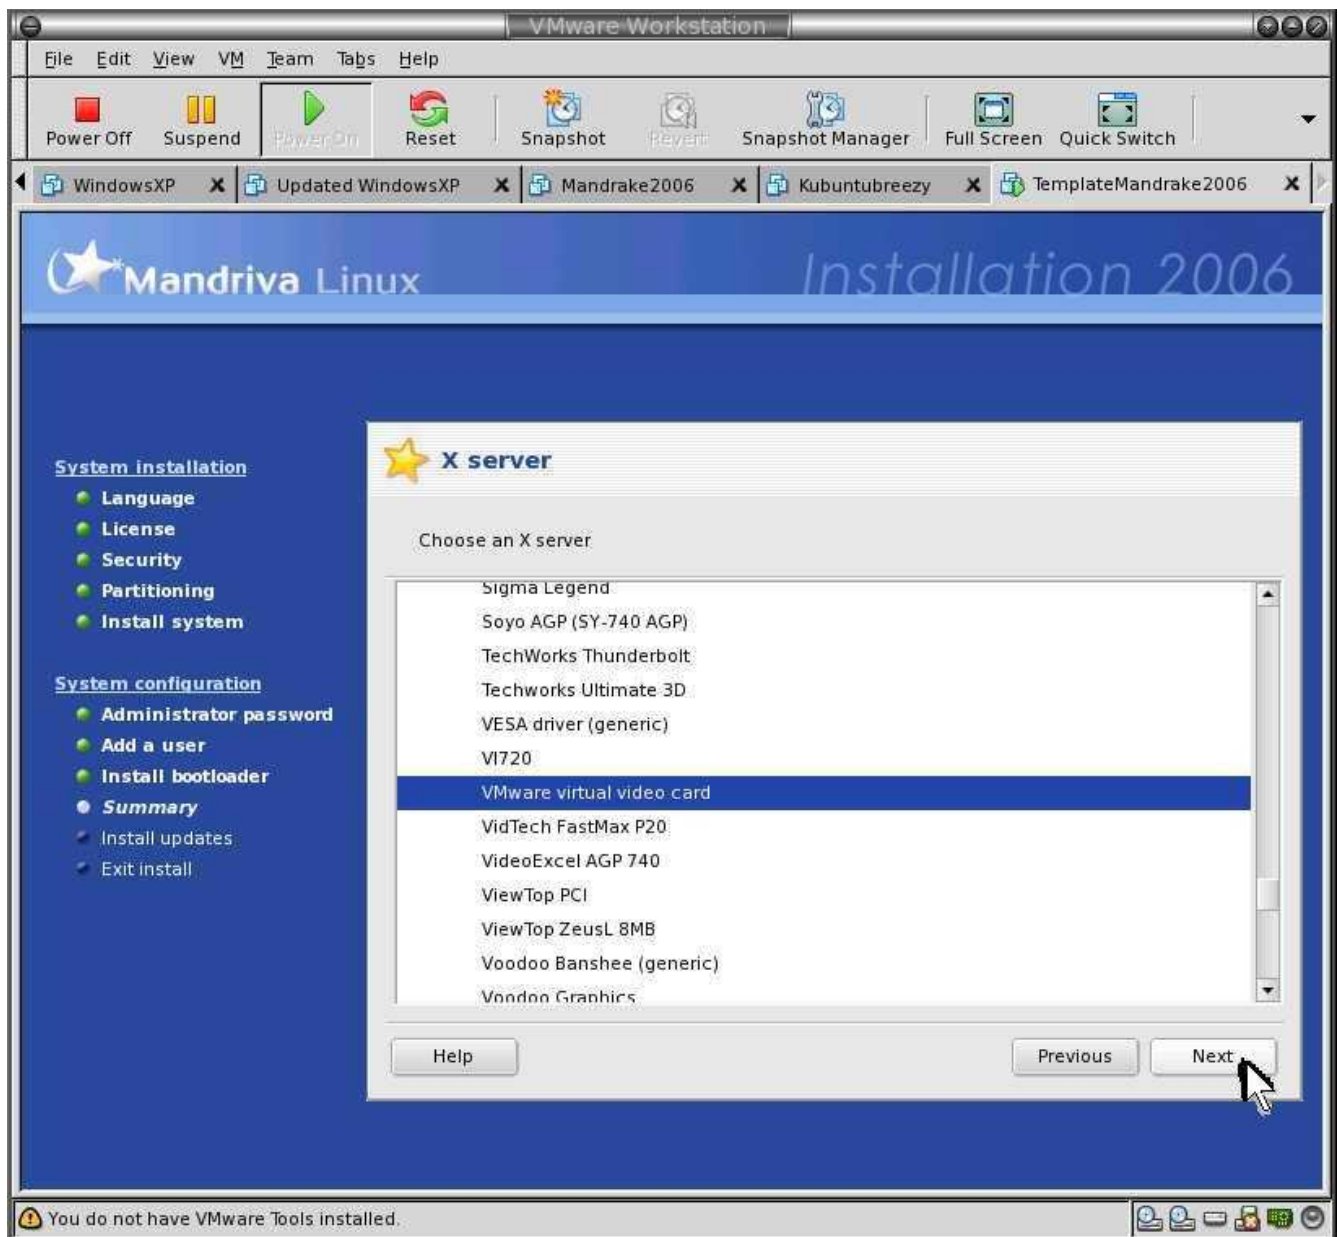 VMware Workstation
File Edit View VM Team Tabs Help
Power Off Suspend Power On Reset Snapshot Revert Snapshot Manager Full Screen Quick Switch
WindowsXP Updated WindowsXP Mandrake2006 Kubuntubreezy TemplateMandrake2006
Mandriva Linux Installation 2006
System installation
Language
License
Security
Partitioning
Install system
System configuration
Administrator password
Add a user
Install bootloader
Summary
Install updates
Exit install
X server
Choose an X server
Sigma Legend
Soyo AGP (SY-740 AGP)
TechWorks Thunderbolt
Techworks Ultimate 3D
VESA driver (generic)
VI720
VMware virtual video card
VidTech FastMax P20
VideoExcel AGP 740
ViewTop PCI
ViewTop ZeusL 8MB
Voodoo Banshee (generic)
Voodoo Graphics
Help Previous Next
You do not have VMware Tools installed.